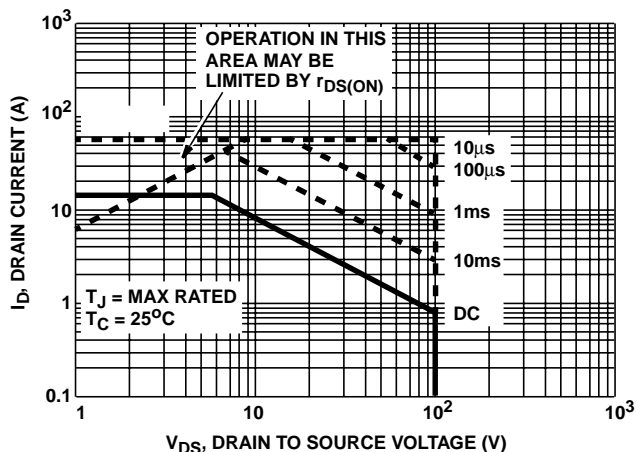 10³
OPERATION IN THIS
AREA MAY BE
LIMITED BY rDS(ON)
10²
10µs
100µs
10
1ms
10ms
1
TJ = MAX RATED
TC = 25°C
DC
0.1
1
10
10²
10³
ID, DRAIN CURRENT (A)
VDS, DRAIN TO SOURCE VOLTAGE (V)